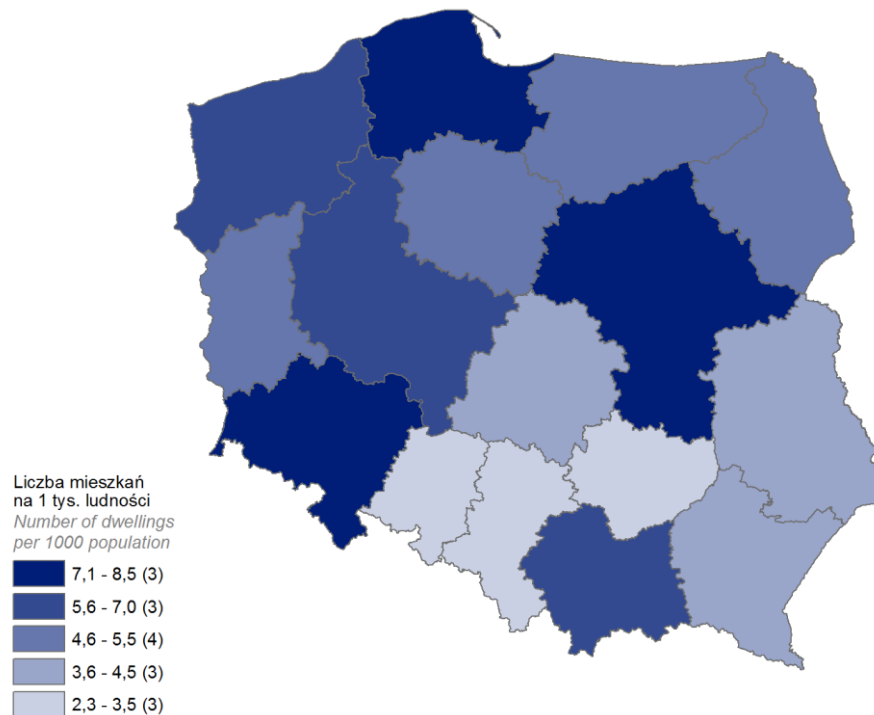 Liczba mieszkań
na 1 tys. ludności
Number of dwellings
per 1000 population
7,1 - 8,5 (3)
5,6 - 7,0 (3)
4,6 - 5,5 (4)
3,6 - 4,5 (3)
2,3 - 3,5 (3)